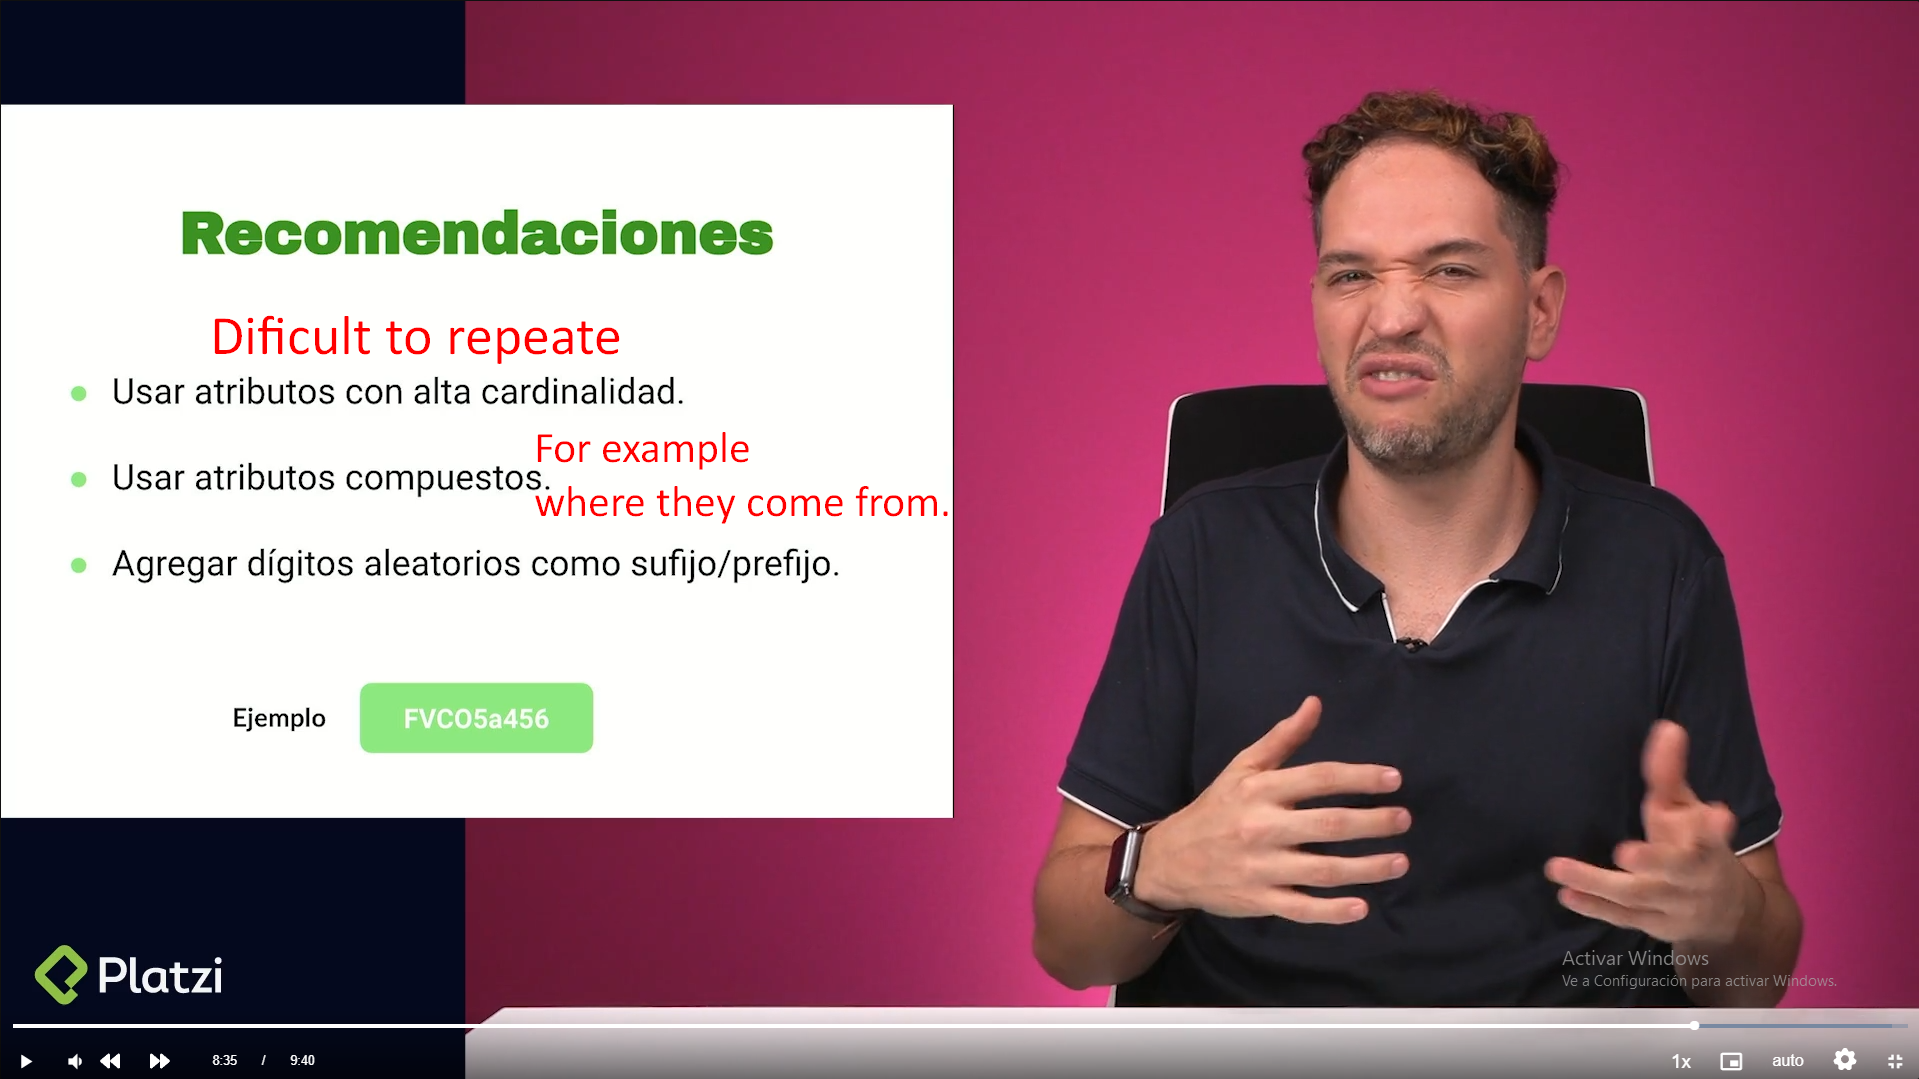 Recomendaciones
Dificult to repeate
Usar atributos con alta cardinalidad.
For example
Usar atributos compuestos.
where they come from.
Agregar dígitos aleatorios como sufijo/prefijo.
Ejemplo
FVCO5a456
Platzi
Activar Windows
Ve a Configuración para activar Windows.
8:35 / 9:40
1x
auto